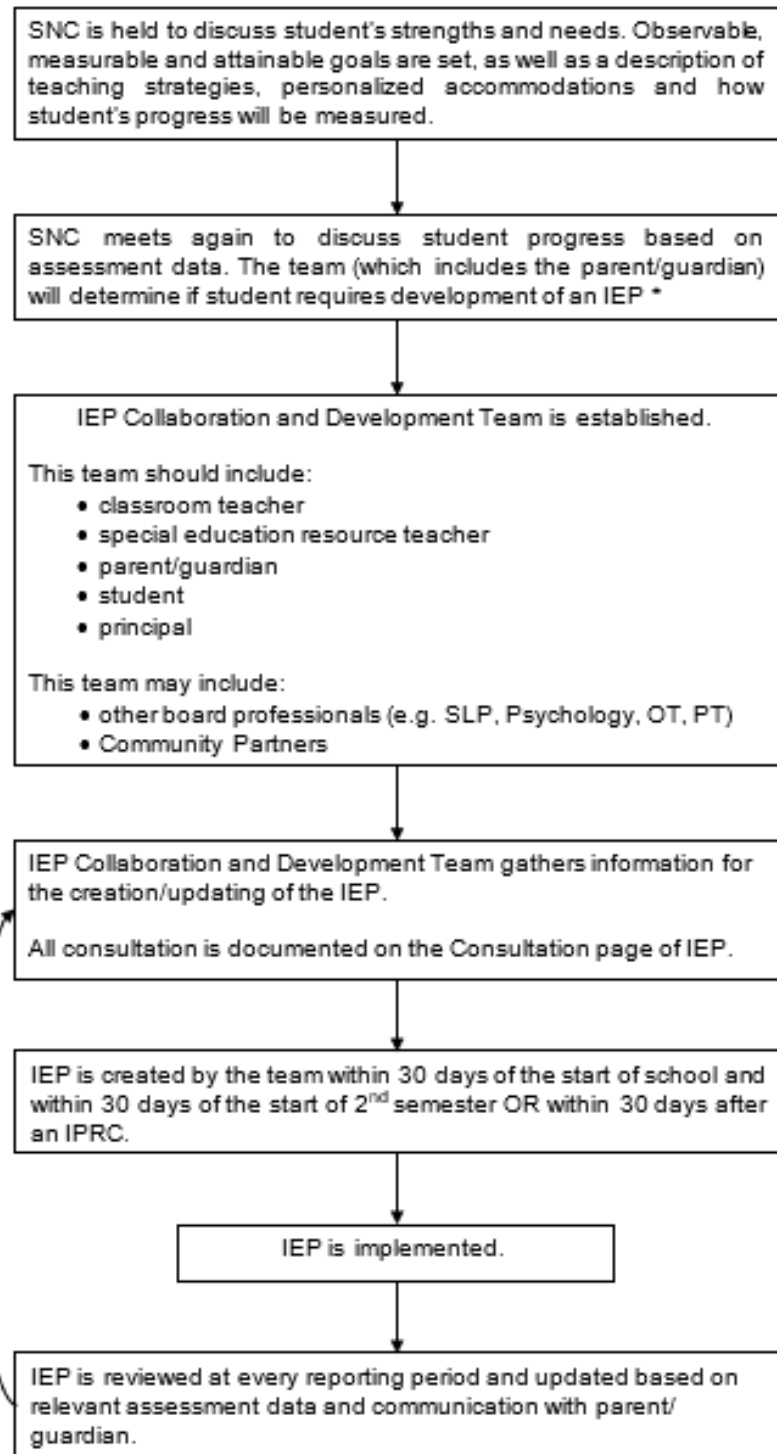 SNC is held to discuss student's strengths and needs. Observable,
measurable and attainable goals are set, as well as a description of
teaching strategies, personalized accommodations and how
student's progress will be measured.
SNC meets again to discuss student progress based on
assessment data. The team (which includes the parent/guardian)
will determine if student requires development of an IEP *
IEP Collaboration and Development Team is established.
This team should include:
• classroom teacher
• special education resource teacher
• parent/guardian
• student
• principal
This team may include:
• other board professionals (e.g. SLP, Psychology, OT, PT)
• Community Partners
IEP Collaboration and Development Team gathers information for
the creation/updating of the IEP.
All consultation is documented on the Consultation page of IEP.
IEP is created by the team within 30 days of the start of school and
within 30 days of the start of 2nd semester OR within 30 days after
an IPRC.
IEP is implemented.
IEP is reviewed at every reporting period and updated based on
relevant assessment data and communication with parent/
guardian.